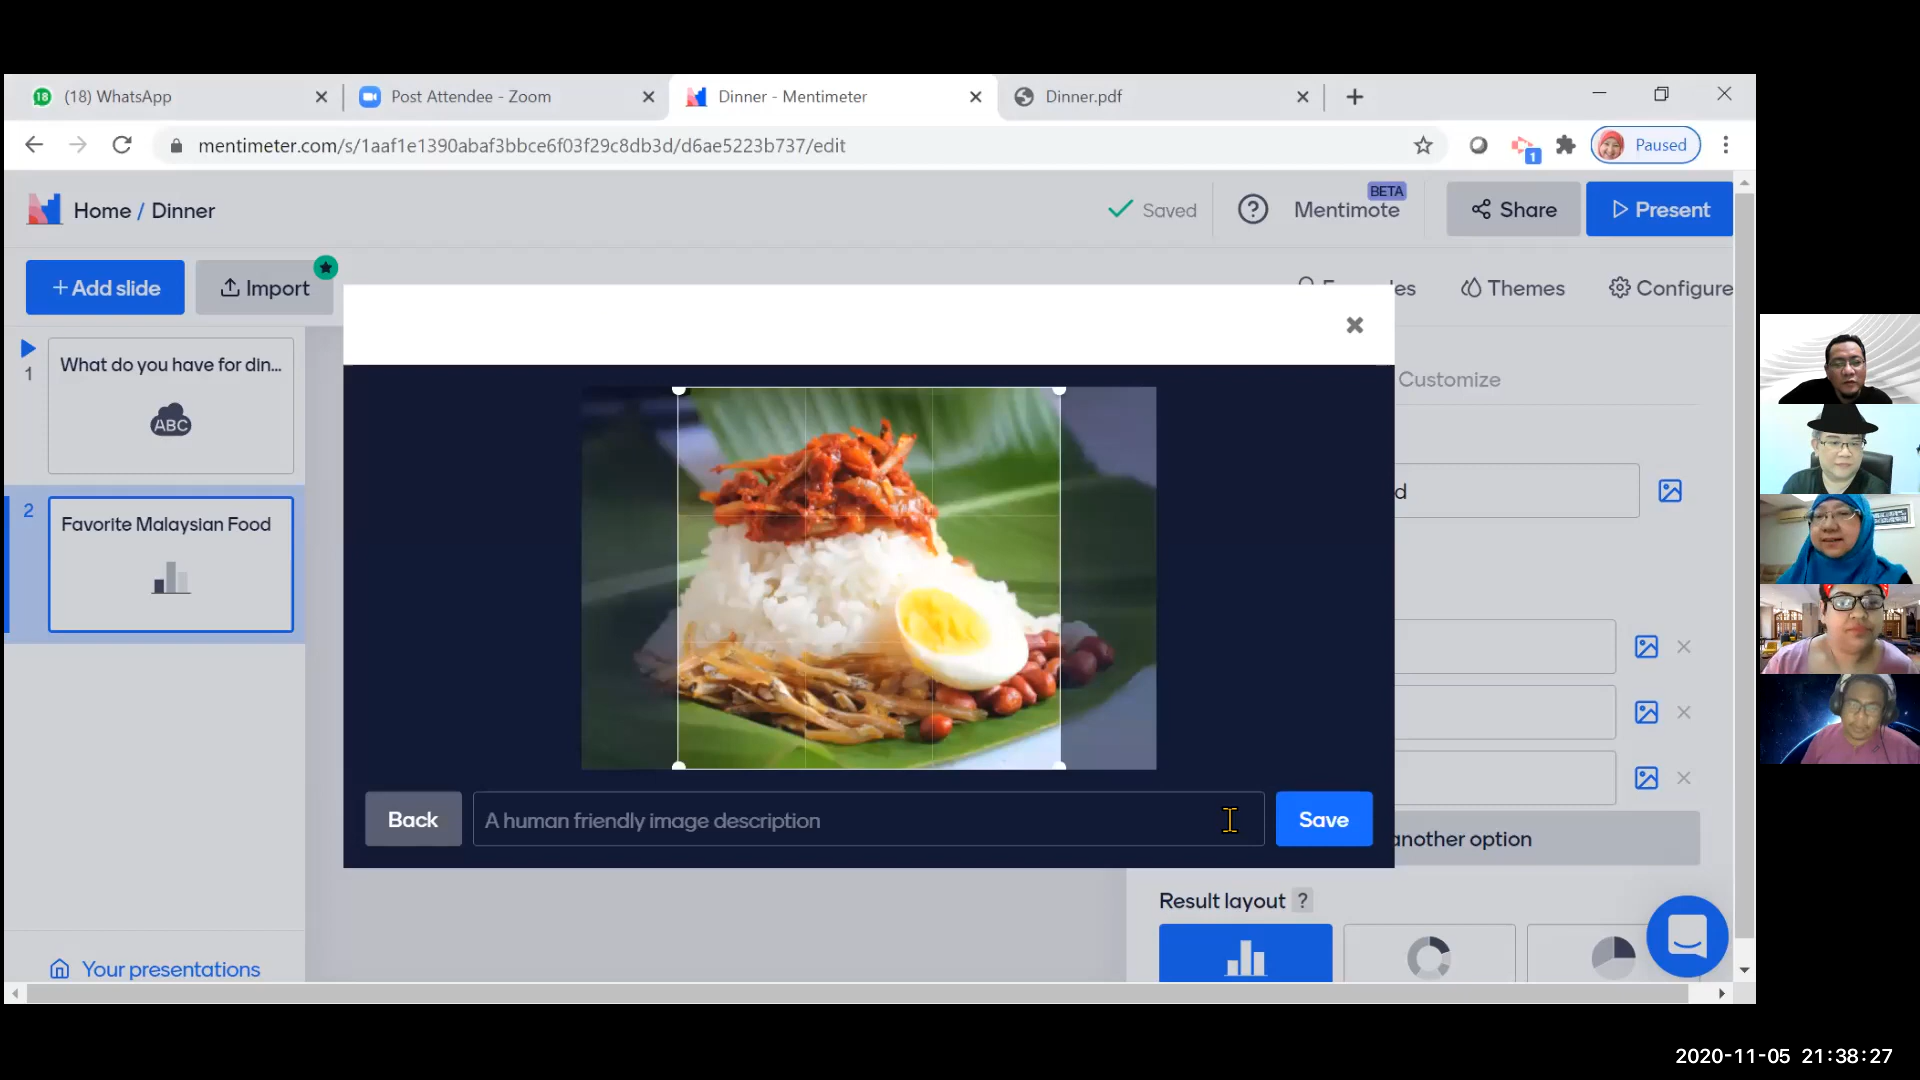 18 (18) WhatsApp
Post Attendee - Zoom
Dinner - Mentimeter
Dinner.pdf
mentimeter.com/s/1aaf1e1390abaf3bbce6f03f29c8db3d/d6ae5223b737/edit
1
Paused
Home / Dinner
Saved
?
Mentimote
BETA
Share
Present
+ Add slide
Import
Themes
Configure
1
What do you have for din...
ABC
Customize
2
Favorite Malaysian Food
d
Back
A human friendly image description
Save
another option
Result layout ?
Your presentations
2020-11-05 21:38:27